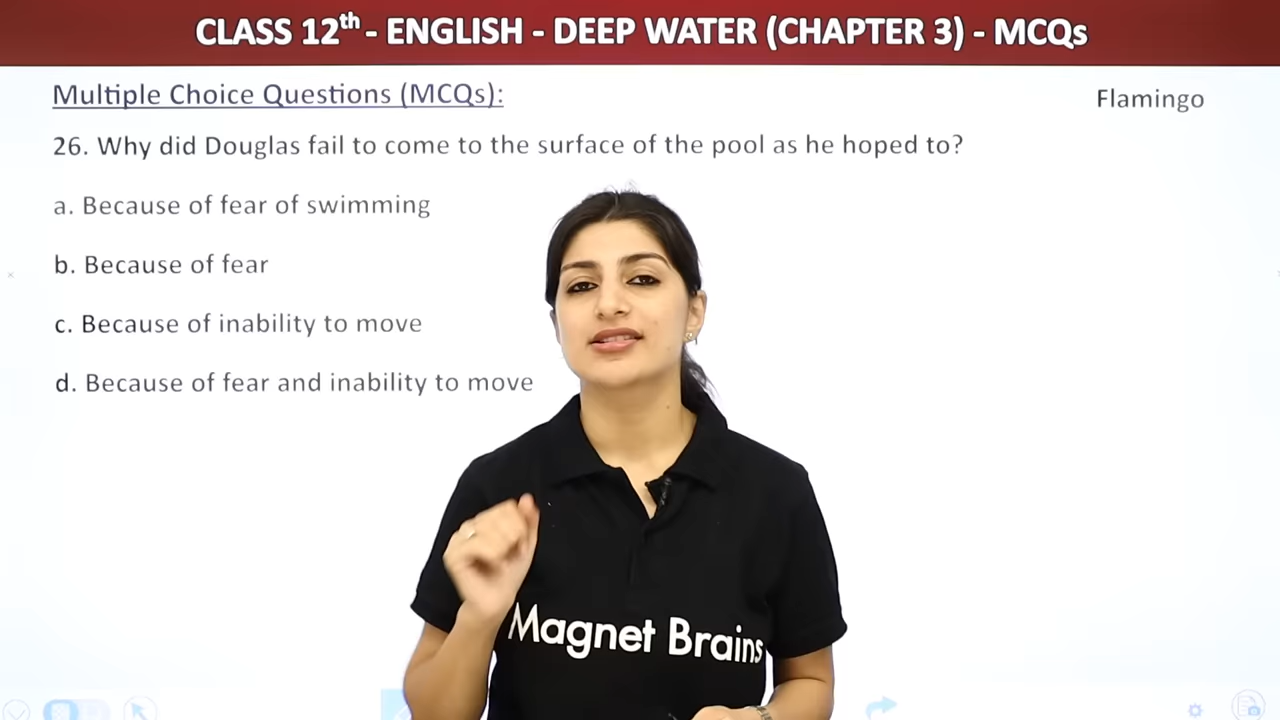 CLASS 12th - ENGLISH - DEEP WATER (CHAPTER 3) - MCQs
Multiple Choice Questions (MCQs):
Flamingo
26. Why did Douglas fail to come to the surface of the pool as he hoped to?
a. Because of fear of swimming
b. Because of fear
c. Because of inability to move
d. Because of fear and inability to move
Magnet Brains